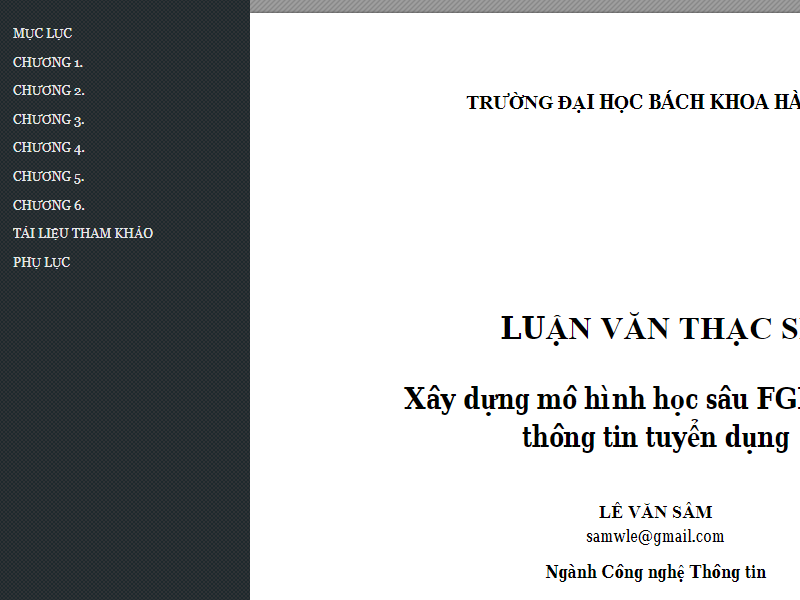 MỤC LỤC
CHƯƠNG 1.
CHƯƠNG 2.
CHƯƠNG 3.
CHƯƠNG 4.
CHƯƠNG 5.
CHƯƠNG 6.
TÀI LIỆU THAM KHẢO
PHỤ LỤC
TRƯỜNG ĐẠI HỌC BÁCH KHOA HÀ
LUẬN VĂN THẠC S
Xây dựng mô hình học sâu FG
thông tin tuyển dụng
LÊ VĂN SÂM
samwle@gmail.com
Ngành Công nghệ Thông tin